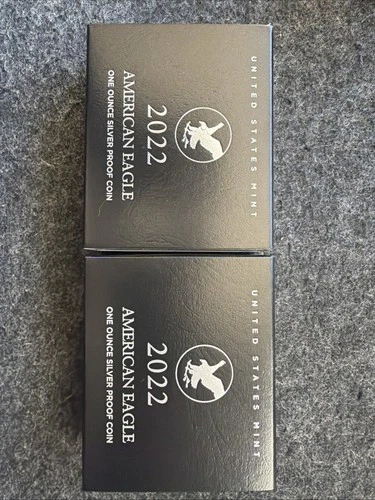 UNITED STATES MINT
2022
AMERICAN EAGLE
ONE OUNCE SILVER PROOF COIN
UNITED STATES MINT
2022
AMERICAN EAGLE
ONE OUNCE SILVER PROOF COIN